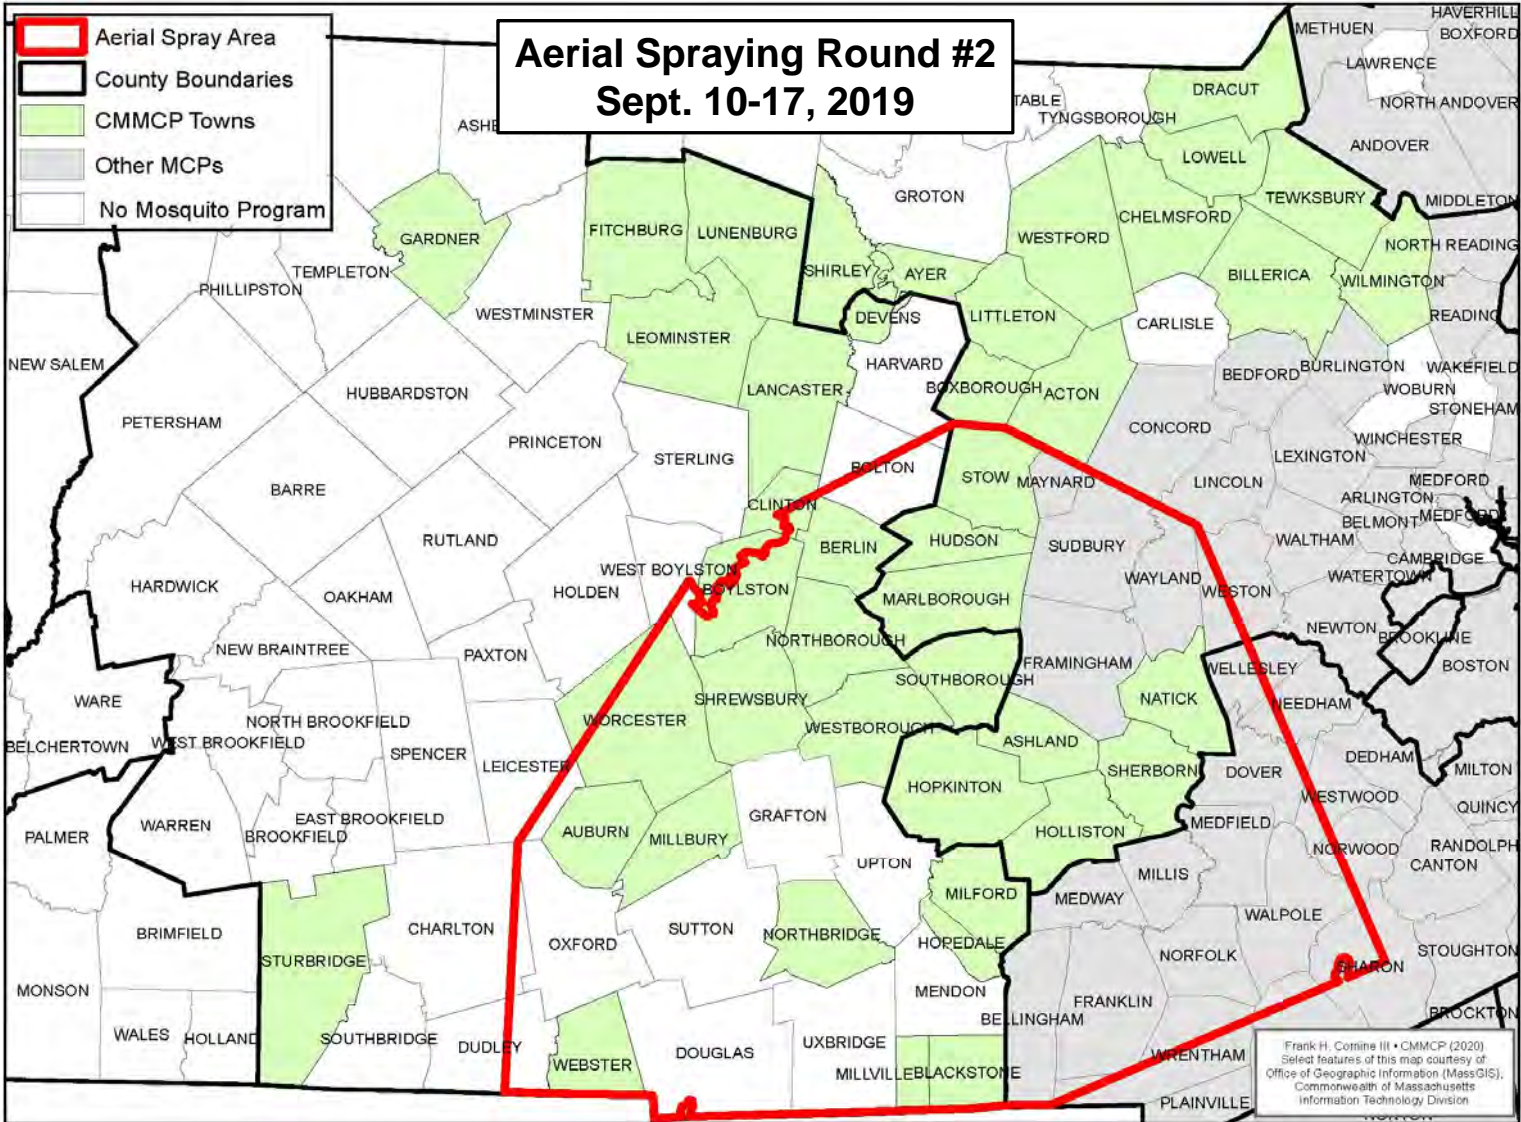 Aerial Spray Area
County Boundaries
CMMCP Towns
Other MCPs
No Mosquito Program
Aerial Spraying Round #2
Sept. 10-17, 2019
HAVERHILL
METHUEN
BOXFORD
LAWRENCE
DRACUT
TABLE
NORTH ANDOVER
TYNGSBOROUGH
ASHB
ANDOVER
LOWELL
GROTON
TEWKSBURY
MIDDLETON
CHELMSFORD
FITCHBURG
LUNENBURG
GARDNER
WESTFORD
NORTH READING
TEMPLETON
SHIRLEY
AYER
BILLERICA
WILMINGTON
PHILLIPSTON
WESTMINSTER
DEVENS
LITTLETON
READING
CARLISLE
LEOMINSTER
NEW SALEM
HARVARD
BURLINGTON
WAKEFIELD
BEDFORD
HUBBARDSTON
LANCASTER
BOXBOROUGH
ACTON
WOBURN
STONEHAM
PETERSHAM
CONCORD
PRINCETON
WINCHESTER
STERLING
BOLTON
LEXINGTON
BARRE
STOW
MAYNARD
LINCOLN
MEDFORD
ARLINGTON
CLINTON
BELMONT
MEDFORD
RUTLAND
BERLIN
HUDSON
SUDBURY
WALTHAM
CAMBRIDGE
WEST BOYLSTON
HARDWICK
OAKHAM
HOLDEN
BOYLSTON
WAYLAND
WESTON
WATERTOWN
MARLBOROUGH
NEWTON
BROOKLINE
NEW BRAINTREE
PAXTON
NORTHBOROUGH
FRAMINGHAM
WELLESLEY
BOSTON
SOUTHBOROUGH
WARE
SHREWSBURY
NATICK
NEEDHAM
NORTH BROOKFIELD
WORCESTER
WESTBOROUGH
BELCHERTOWN
WEST BROOKFIELD
SPENCER
ASHLAND
LEICESTER
DEDHAM
SHERBORN
DOVER
MILTON
HOPKINTON
WESTWOOD
EAST BROOKFIELD
GRAFTON
QUINCY
PALMER
WARREN
BROOKFIELD
AUBURN
MILLBURY
HOLLISTON
MEDFIELD
NORWOOD
RANDOLPH
UPTON
CANTON
MILLIS
MILFORD
MEDWAY
WALPOLE
BRIMFIELD
CHARLTON
SUTTON
NORTHBRIDGE
OXFORD
HOPEDALE
STOUGHTON
STURBRIDGE
NORFOLK
SHARON
MONSON
MENDON
FRANKLIN
BELLINGHAM
BROCKTON
WALES
HOLLAND
SOUTHBRIDGE
DUDLEY
UXBRIDGE
DOUGLAS
WEBSTER
MILLVILLE
BLACKSTONE
WRENTHAM
PLAINVILLE
Frank H. Cornine III • CMMCP (2020)
Select features of this map courtesy of
Office of Geographic Information (MassGIS),
Commonwealth of Massachusetts
Information Technology Division